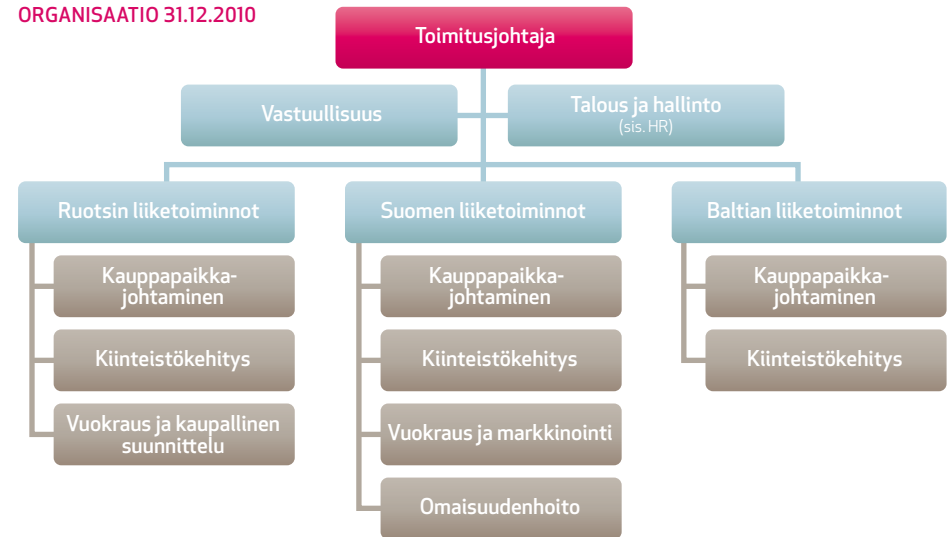 ORGANISAATIO 31.12.2010
Toimitusjohtaja
Vastuullisuus
Talous ja hallinto
(sis. HR)
Ruotsin liiketoiminnot
Kauppapaikka-
johtaminen
Kiinteistökehitys
Vuokraus ja kaupallinen
suunnittelu
Suomen liiketoiminnot
Kauppapaikka-
johtaminen
Kiinteistökehitys
Vuokraus ja markkinointi
Omaisuudenhoito
Baltian liiketoiminnot
Kauppapaikka-
johtaminen
Kiinteistökehitys